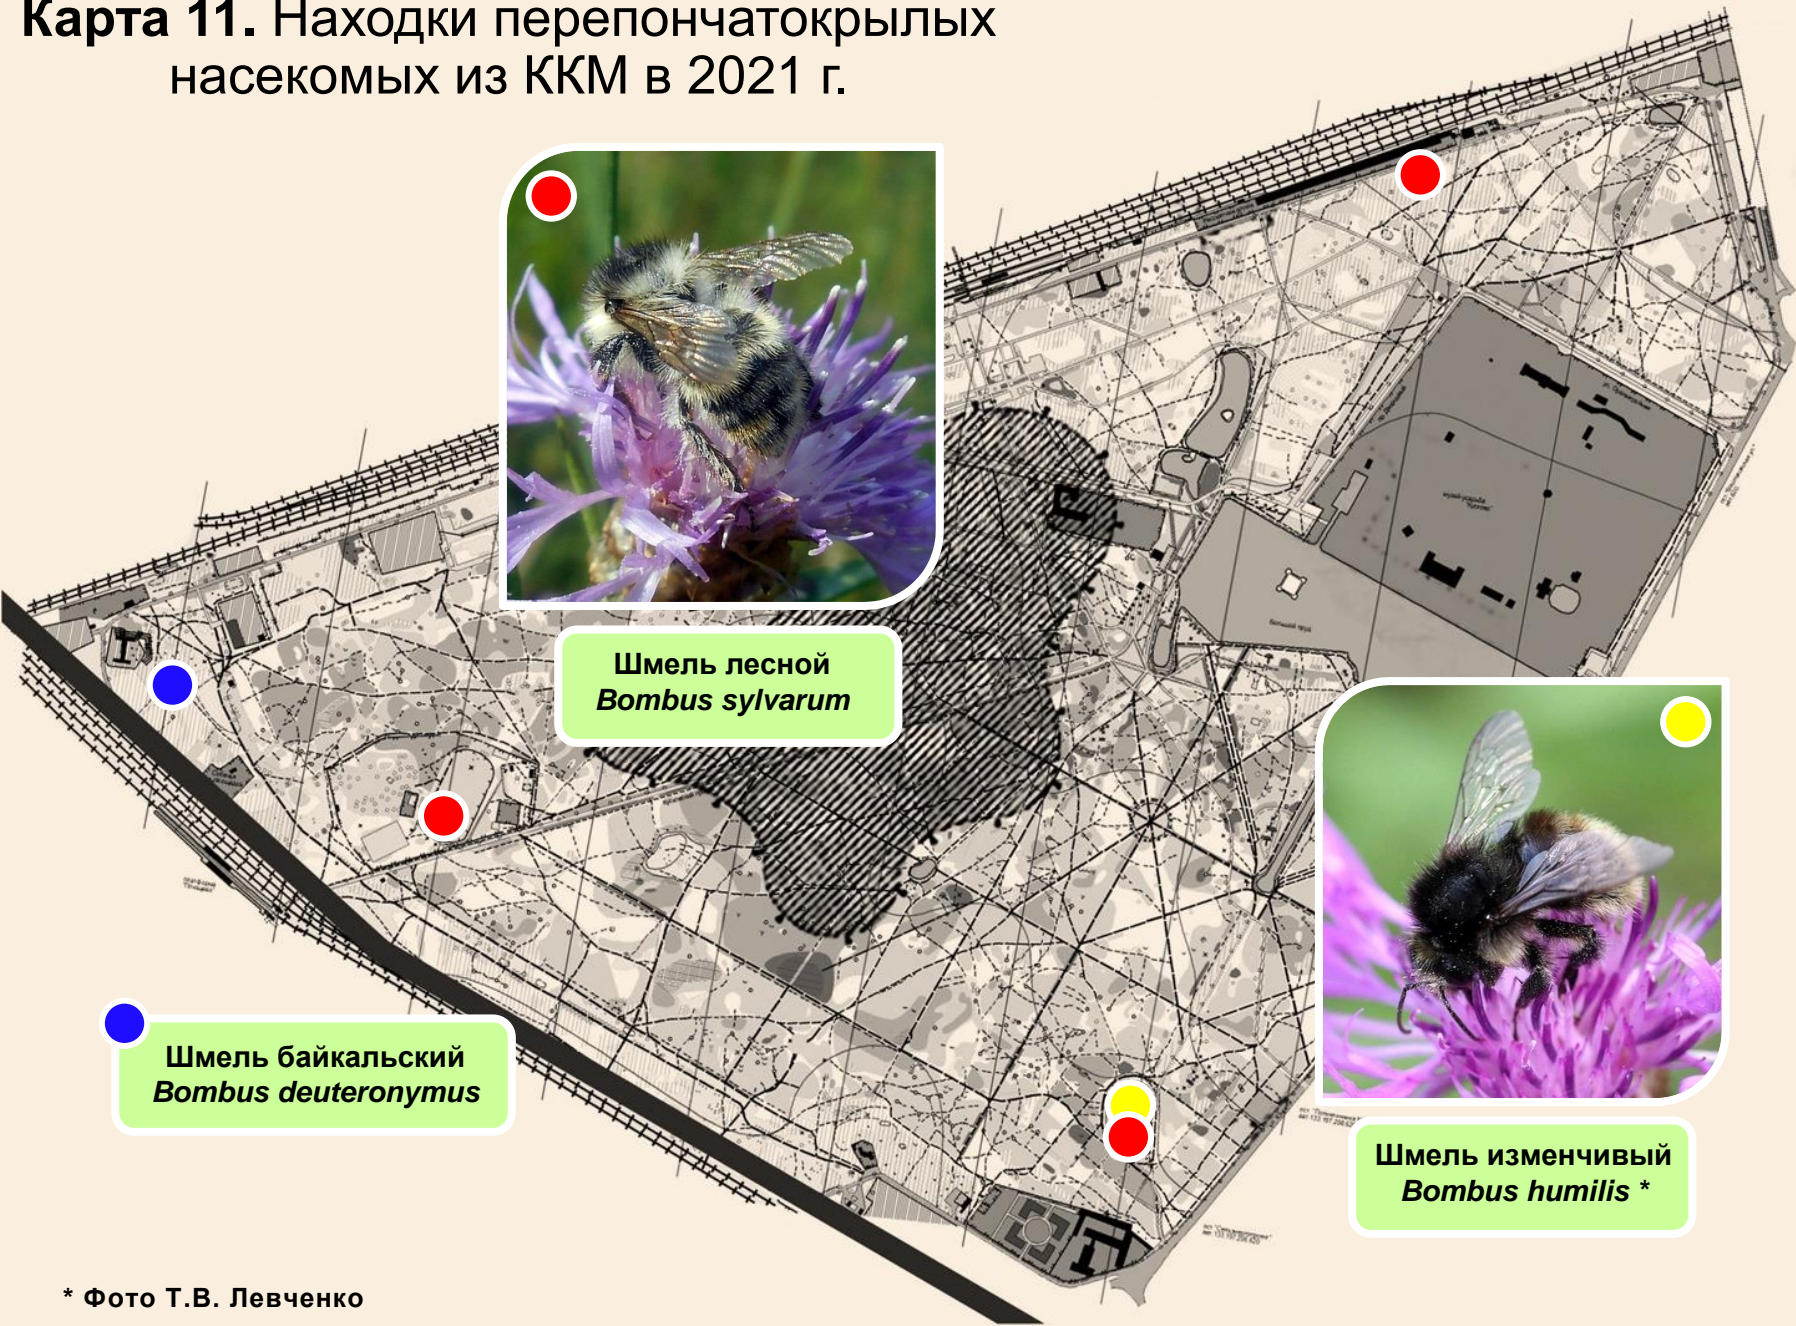 Карта 11. Находки перепончатокрылых
насекомых из ККМ в 2021 г.
Шмель лесной
Bombus sylvarum
Шмель байкальский
Bombus deuteronymus
Шмель изменчивый
Bombus humilis *
* Фото Т.В. Левченко